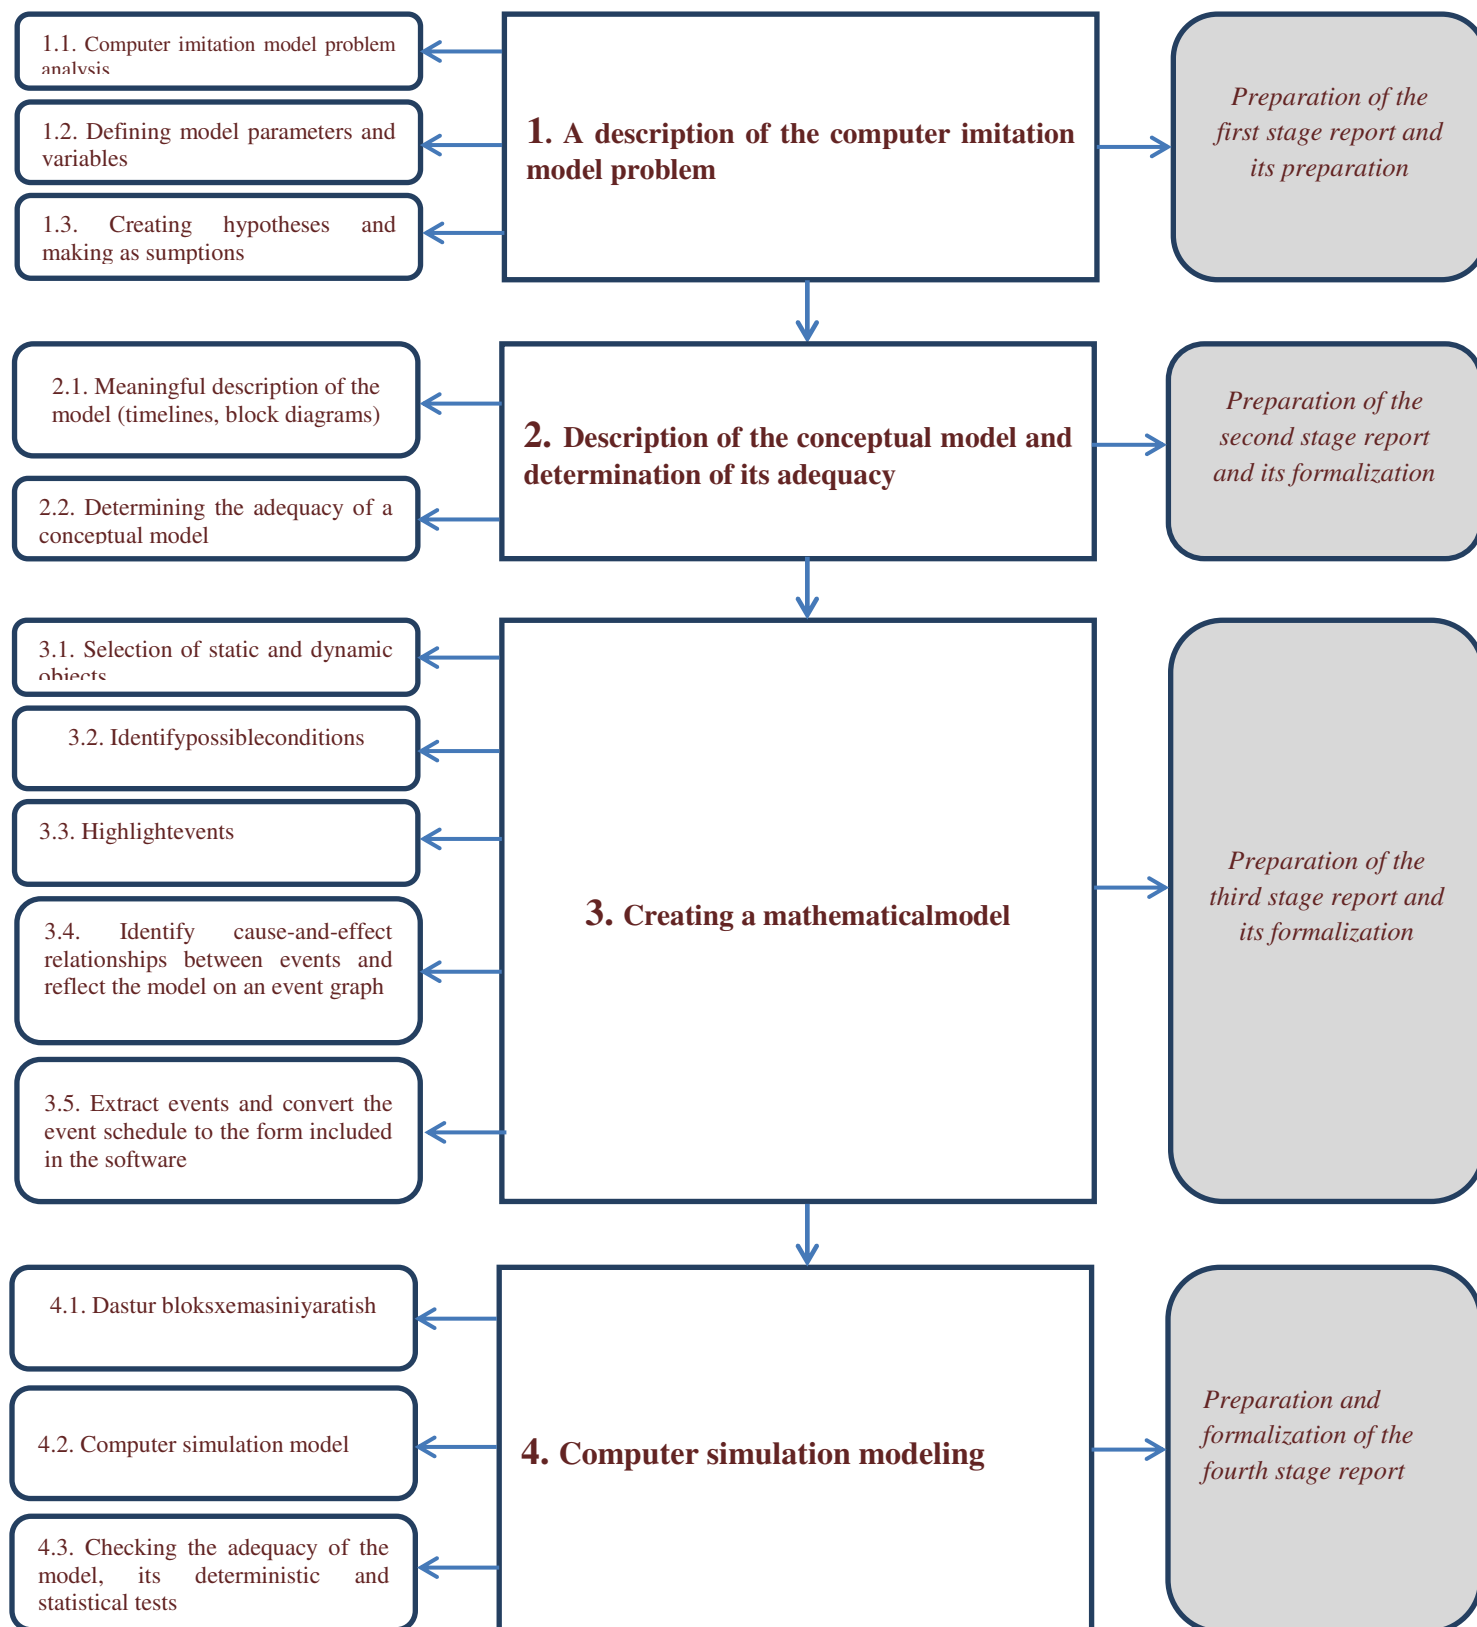 1.1. Computer imitation model problem
analysis
1.2. Defining model parameters and
variables
1.3. Creating hypotheses and
making as sumptions
1. A description of the computer imitation
model problem
Preparation of the
first stage report and
its preparation
2.1. Meaningful description of the
model (timelines, block diagrams)
2.2. Determining the adequacy of a
conceptual model
2. Description of the conceptual model and
determination of its adequacy
Preparation of the
second stage report
and its formalization
3.1. Selection of static and dynamic
objects
3.2. Identifypossibleconditions
3.3. Highlightevents
3.4. Identify cause-and-effect
relationships between events and
reflect the model on an event graph
3.5. Extract events and convert the
event schedule to the form included
in the software
3. Creating a mathematicalmodel
Preparation of the
third stage report and
its formalization
4.1. Dastur bloksxemasiniyaratish
4.2. Computer simulation model
4.3. Checking the adequacy of the
model, its deterministic and
statistical tests
4. Computer simulation modeling
Preparation and
formalization of the
fourth stage report